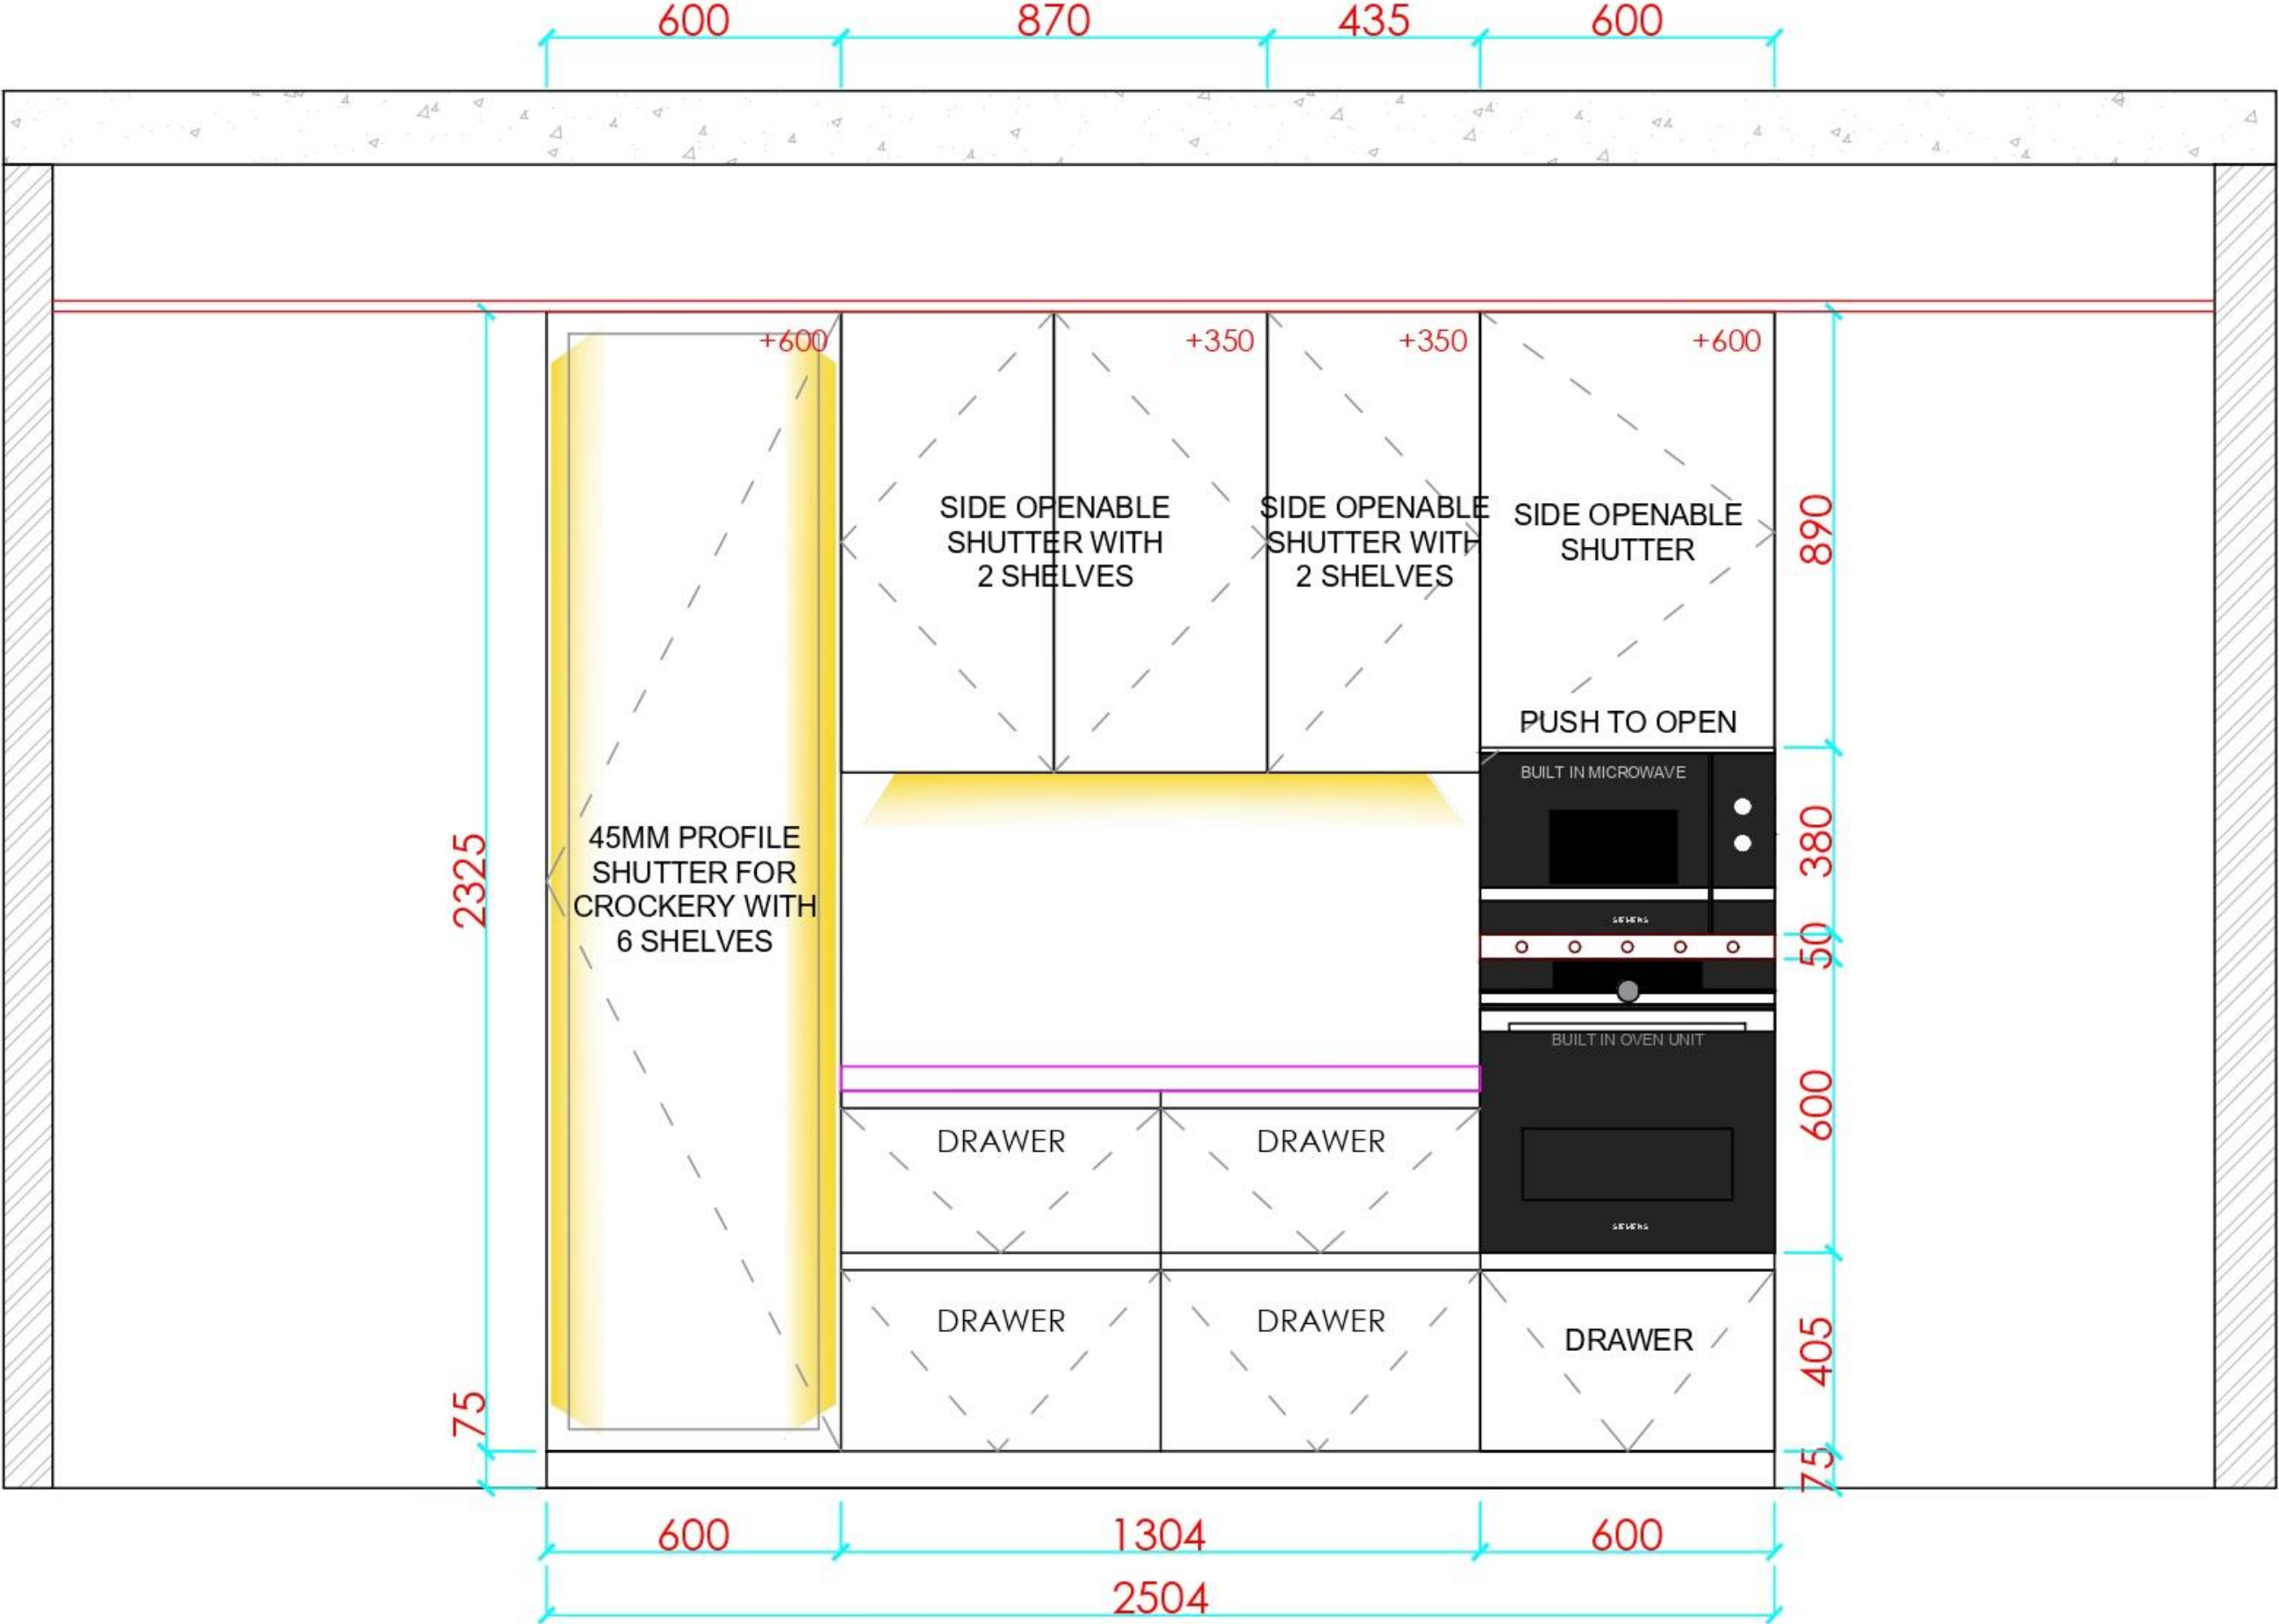 600
870
435
600
+600
+350
+350
+600
SIDE OPENABLE
SHUTTER WITH
2 SHELVES
SIDE OPENABLE
SHUTTER WITH
2 SHELVES
SIDE OPENABLE
SHUTTER
PUSH TO OPEN
890
BUILT IN MICROWAVE
380
SIEMENS
45MM PROFILE
SHUTTER FOR
CROCKERY WITH
6 SHELVES
2325
50
BUILT IN OVEN UNIT
600
SIEMENS
DRAWER
DRAWER
DRAWER
DRAWER
DRAWER
405
75
75
600
1304
600
2504